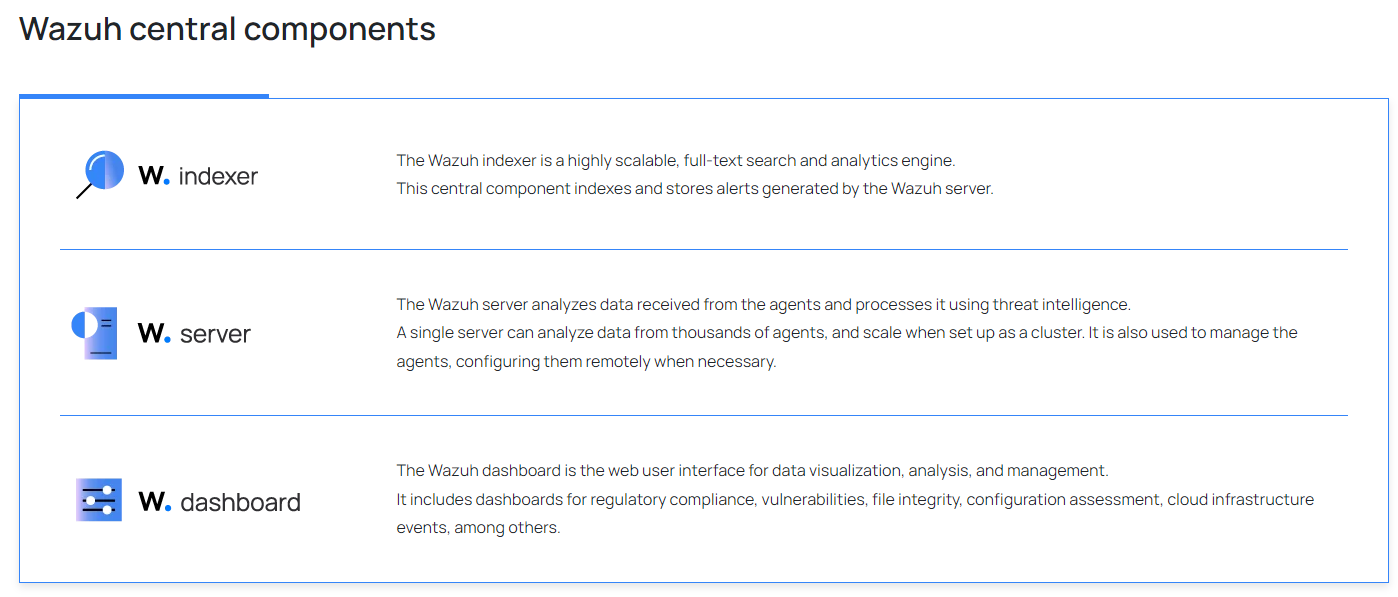 Wazuh central components
W. indexer
The Wazuh indexer is a highly scalable, full-text search and analytics engine.
This central component indexes and stores alerts generated by the Wazuh server.
W. server
The Wazuh server analyzes data received from the agents and processes it using threat intelligence.
A single server can analyze data from thousands of agents, and scale when set up as a cluster. It is also used to manage the
agents, configuring them remotely when necessary.
W. dashboard
The Wazuh dashboard is the web user interface for data visualization, analysis, and management.
It includes dashboards for regulatory compliance, vulnerabilities, file integrity, configuration assessment, cloud infrastructure
events, among others.